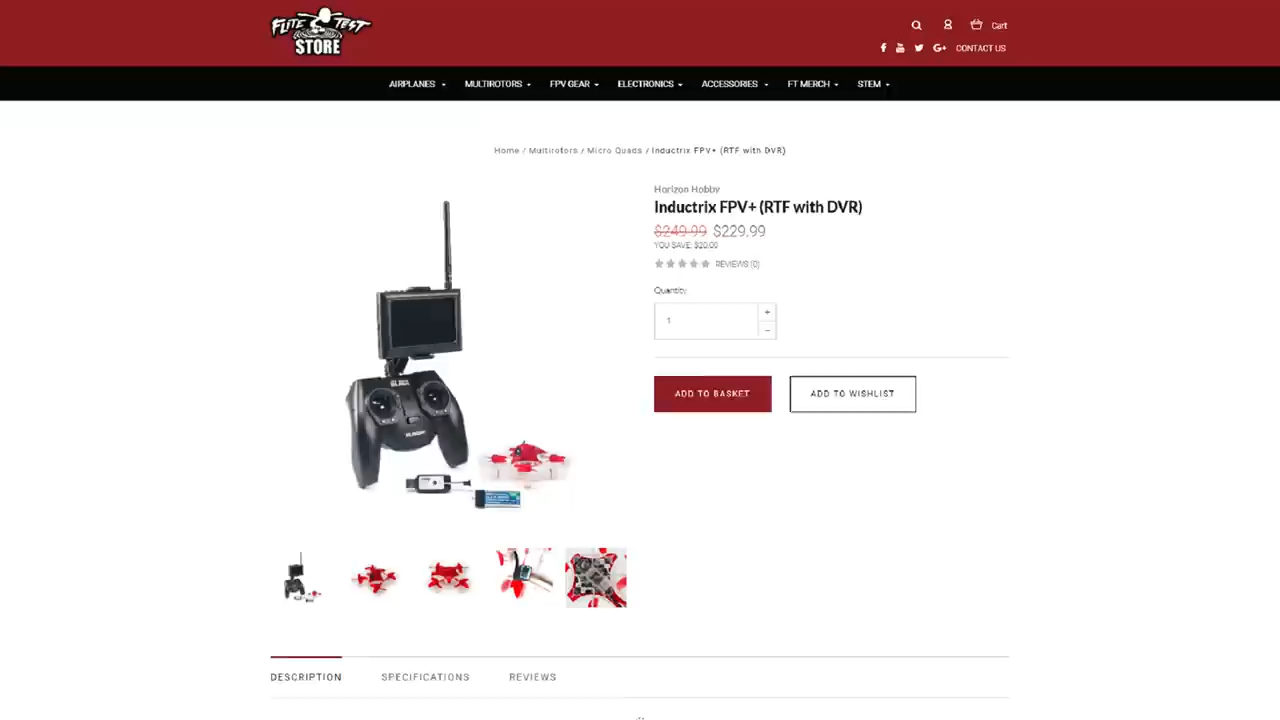 FLITE TEST
STORE
Cart
CONTACT US
AIRPLANES
MULTIROTORS
FPV GEAR
ELECTRONICS
ACCESSORIES
FT MERCH
STEM
Home / Multirotors / Micro Quads / Inductrix FPV+ (RTF with DVR)
Horizon Hobby
Inductrix FPV+ (RTF with DVR)
$249.99 $229.99
YOU SAVE: $20.00
REVIEWS (0)
Quantity
1
+
-
ADD TO BASKET
ADD TO WISHLIST
DESCRIPTION
SPECIFICATIONS
REVIEWS